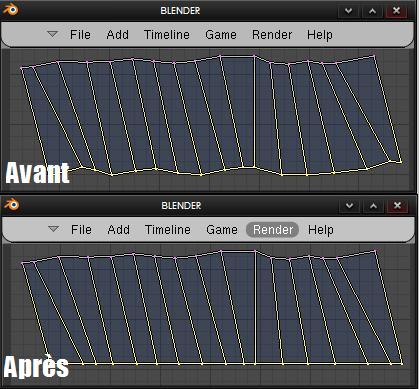 BLENDER
File Add Timeline Game Render Help
Avant
BLENDER
File Add Timeline Game Render Help
Après